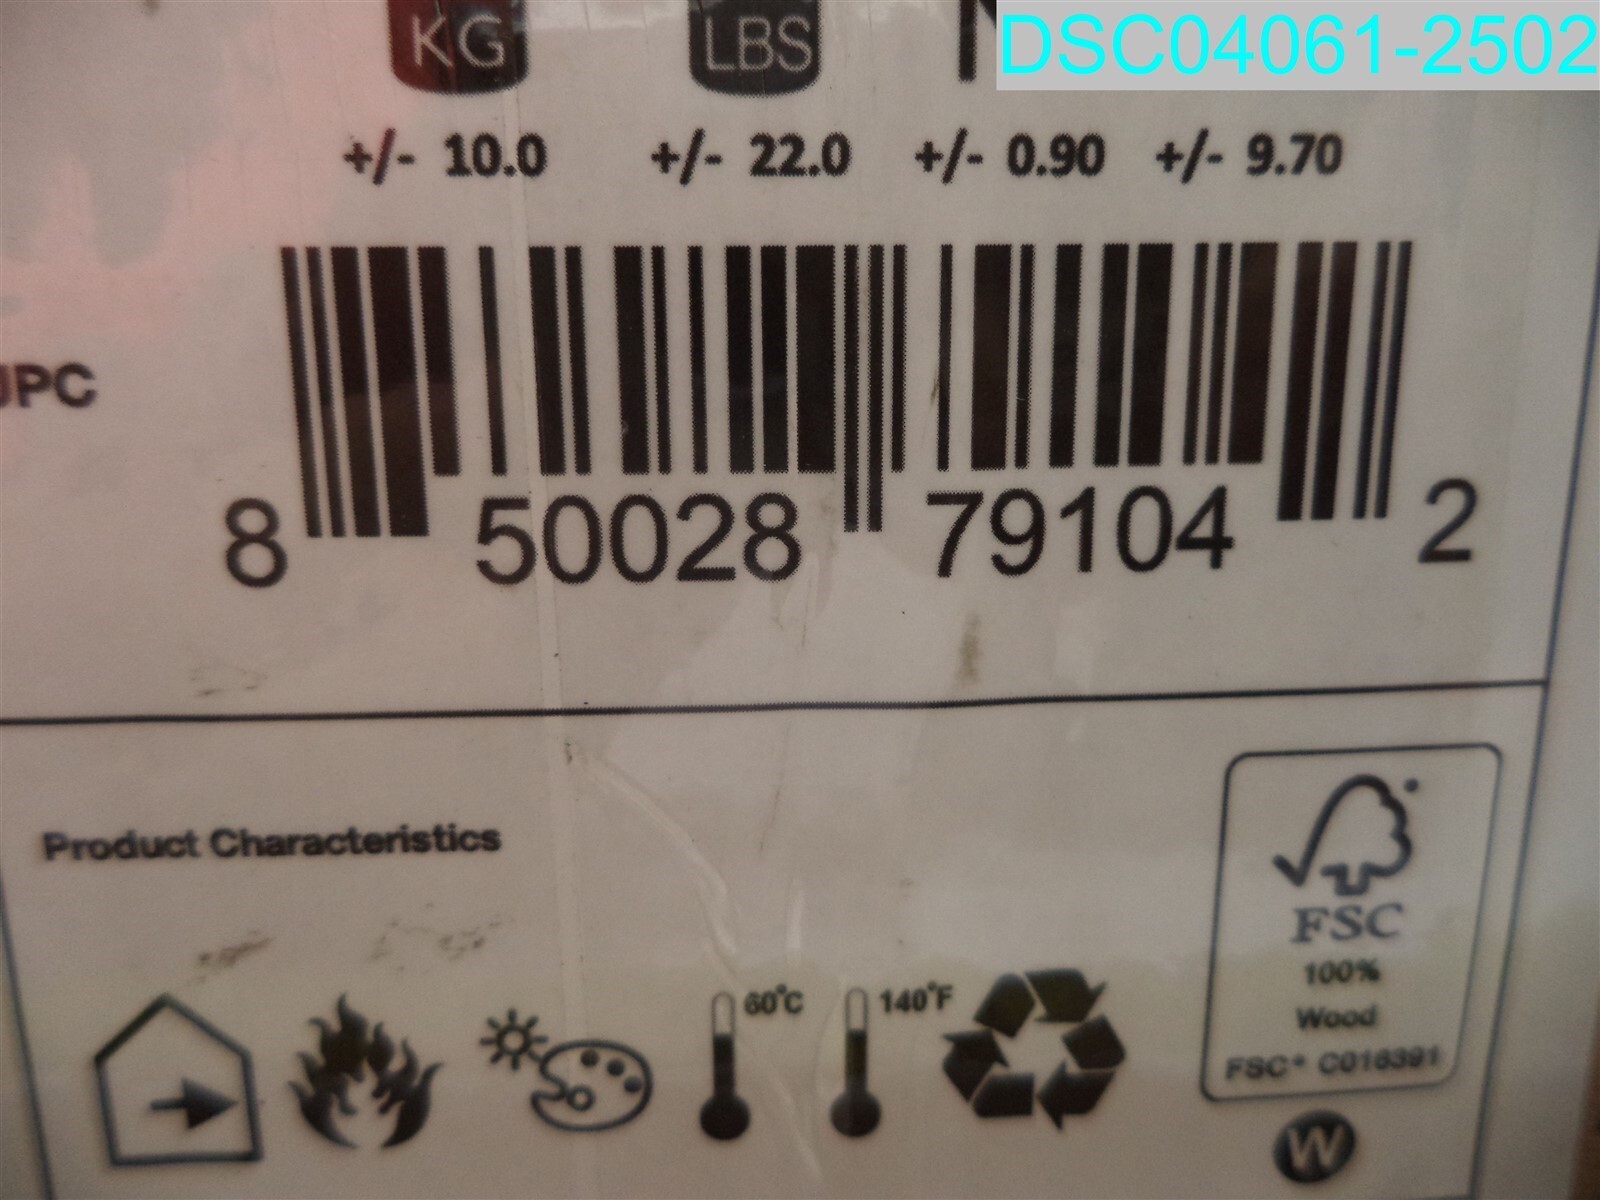 DSC04061-2502
KG LBS
+/- 10.0 +/- 22.0 +/- 0.90 +/- 9.70
UPC
8 50028 79104 2
Product Characteristics
60°C 140°F
FSC
100%
Wood
FSC® C016391
W